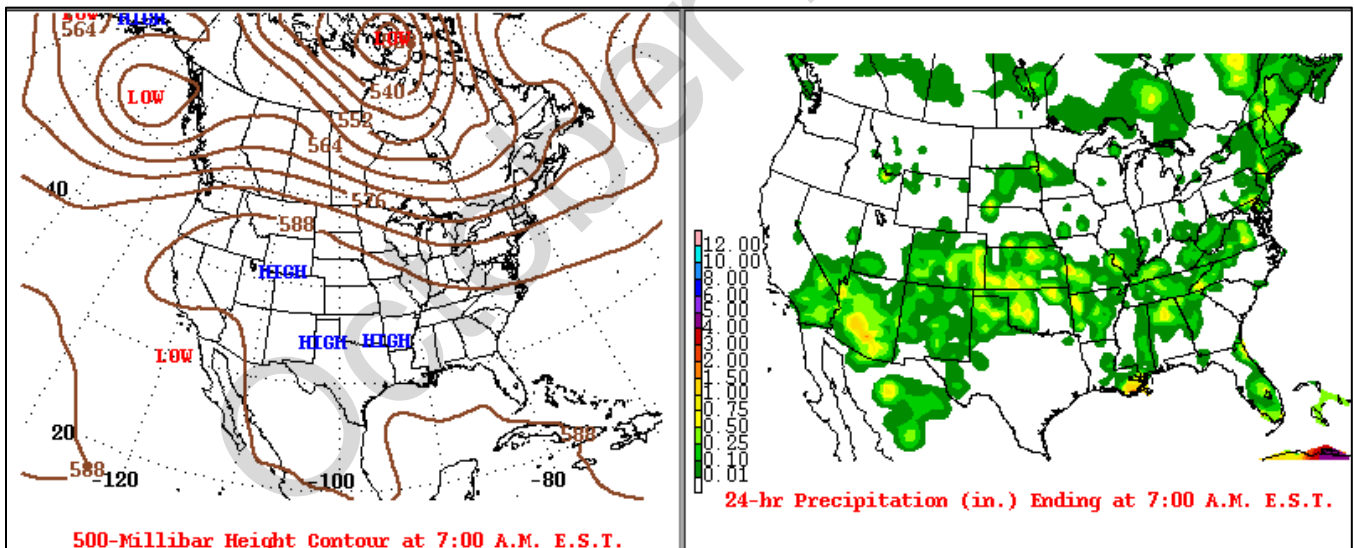 LOW HIGH
564
LOW
540
LOW
552
564
40
576
588
HIGH
HIGH HIGH
LOW
20
588
588
-120 -100 -80
500-Millibar Height Contour at 7:00 A.M. E.S.T.
12.00
10.00
8.00
6.00
5.00
4.00
3.00
2.00
1.50
1.00
0.75
0.50
0.25
0.10
0.01
24-hr Precipitation (in.) Ending at 7:00 A.M. E.S.T.